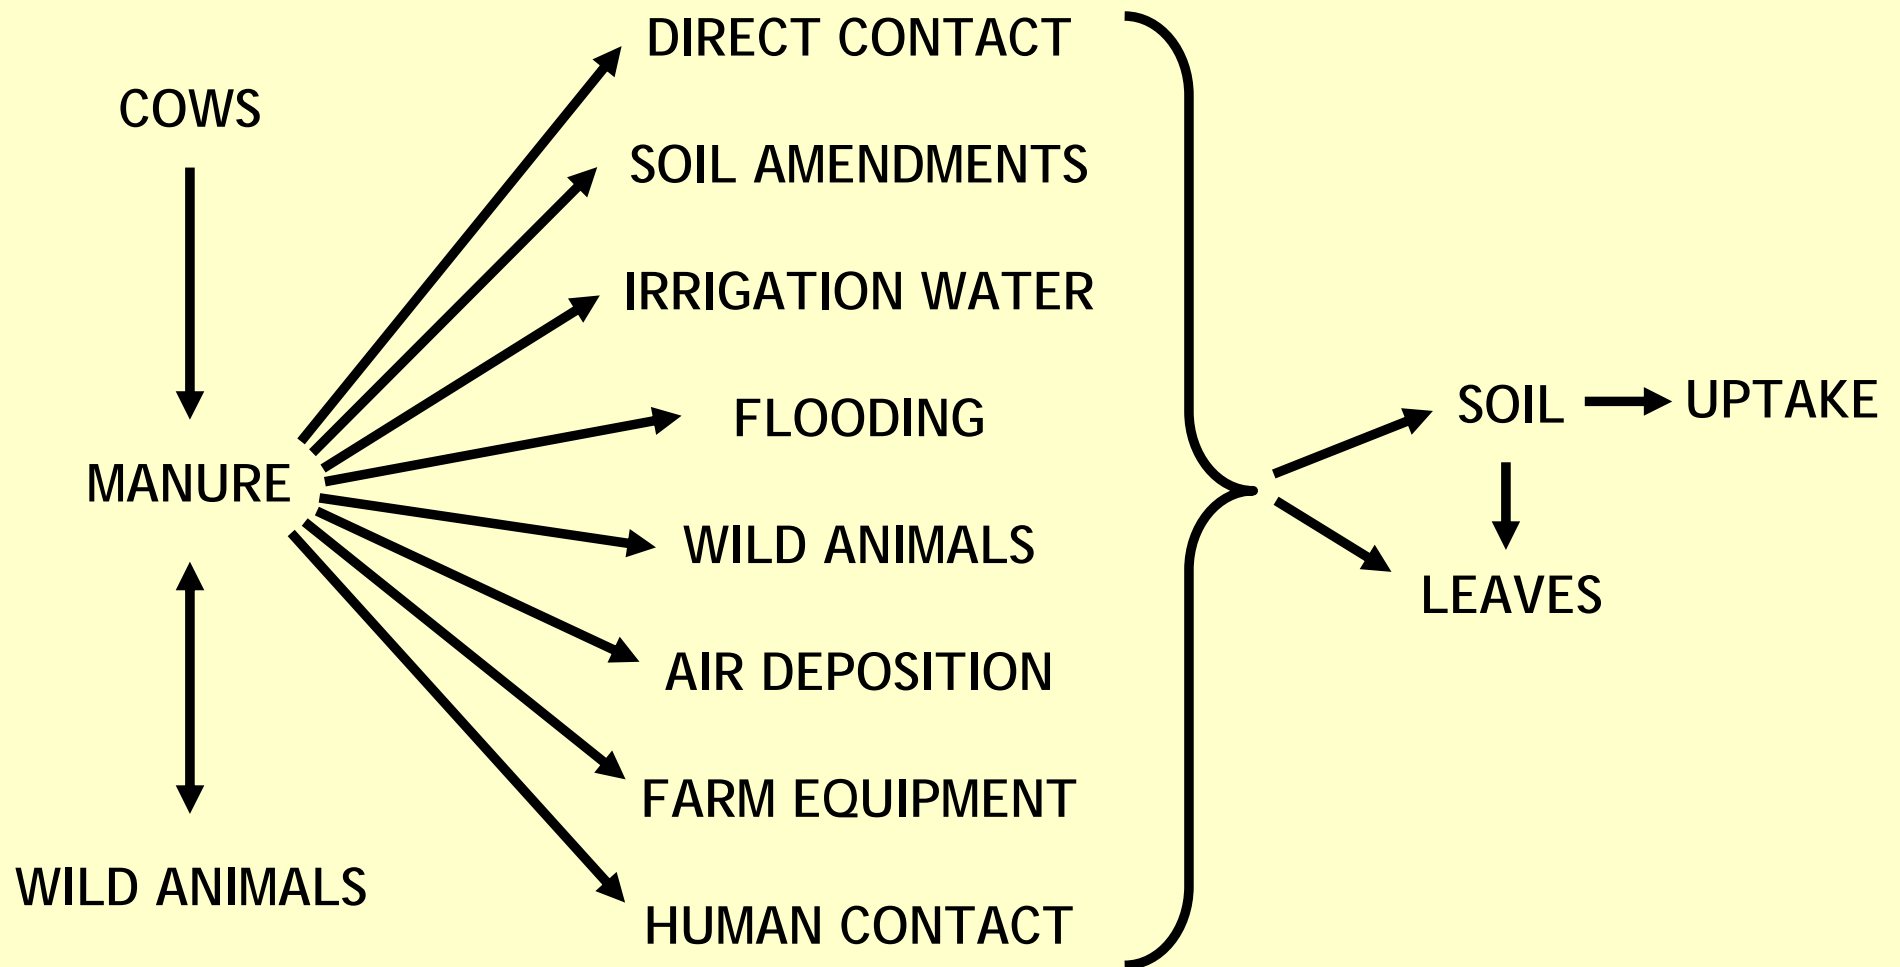 COWS
MANURE
WILD ANIMALS
DIRECT CONTACT
SOIL AMENDMENTS
IRRIGATION WATER
FLOODING
WILD ANIMALS
AIR DEPOSITION
FARM EQUIPMENT
HUMAN CONTACT
SOIL
UPTAKE
LEAVES